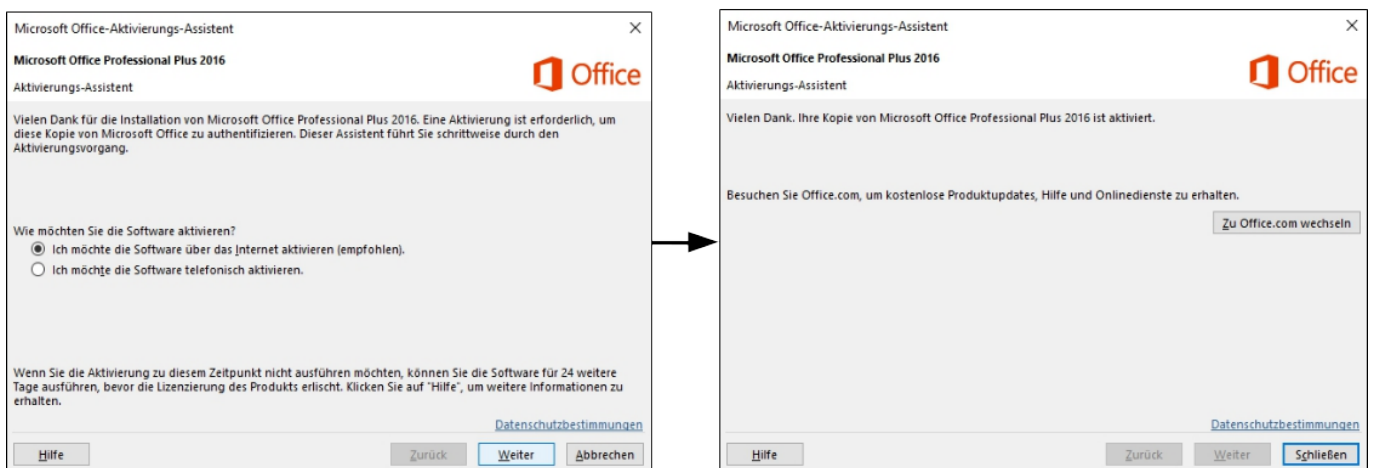 Microsoft Office-Aktivierungs-Assistent
Microsoft Office Professional Plus 2016
Office
Aktivierungs-Assistent
Vielen Dank für die Installation von Microsoft Office Professional Plus 2016. Eine Aktivierung ist erforderlich, um
diese Kopie von Microsoft Office zu authentifizieren. Dieser Assistent führt Sie schrittweise durch den
Aktivierungsvorgang.
Wie möchten Sie die Software aktivieren?
Ich möchte die Software über das Internet aktivieren (empfohlen).
Ich möchte die Software telefonisch aktivieren.
Wenn Sie die Aktivierung zu diesem Zeitpunkt nicht ausführen möchten, können Sie die Software für 24 weitere
Tage ausführen, bevor die Lizenzierung des Produkts erlischt. Klicken Sie auf "Hilfe", um weitere Informationen zu
erhalten.
Datenschutzbestimmungen
Hilfe
Zurück
Weiter
Abbrechen
Microsoft Office-Aktivierungs-Assistent
Microsoft Office Professional Plus 2016
Office
Aktivierungs-Assistent
Vielen Dank. Ihre Kopie von Microsoft Office Professional Plus 2016 ist aktiviert.
Besuchen Sie Office.com, um kostenlose Produktupdates, Hilfe und Onlinedienste zu erhalten.
Zu Office.com wechseln
Datenschutzbestimmungen
Hilfe
Zurück
Weiter
Schließen